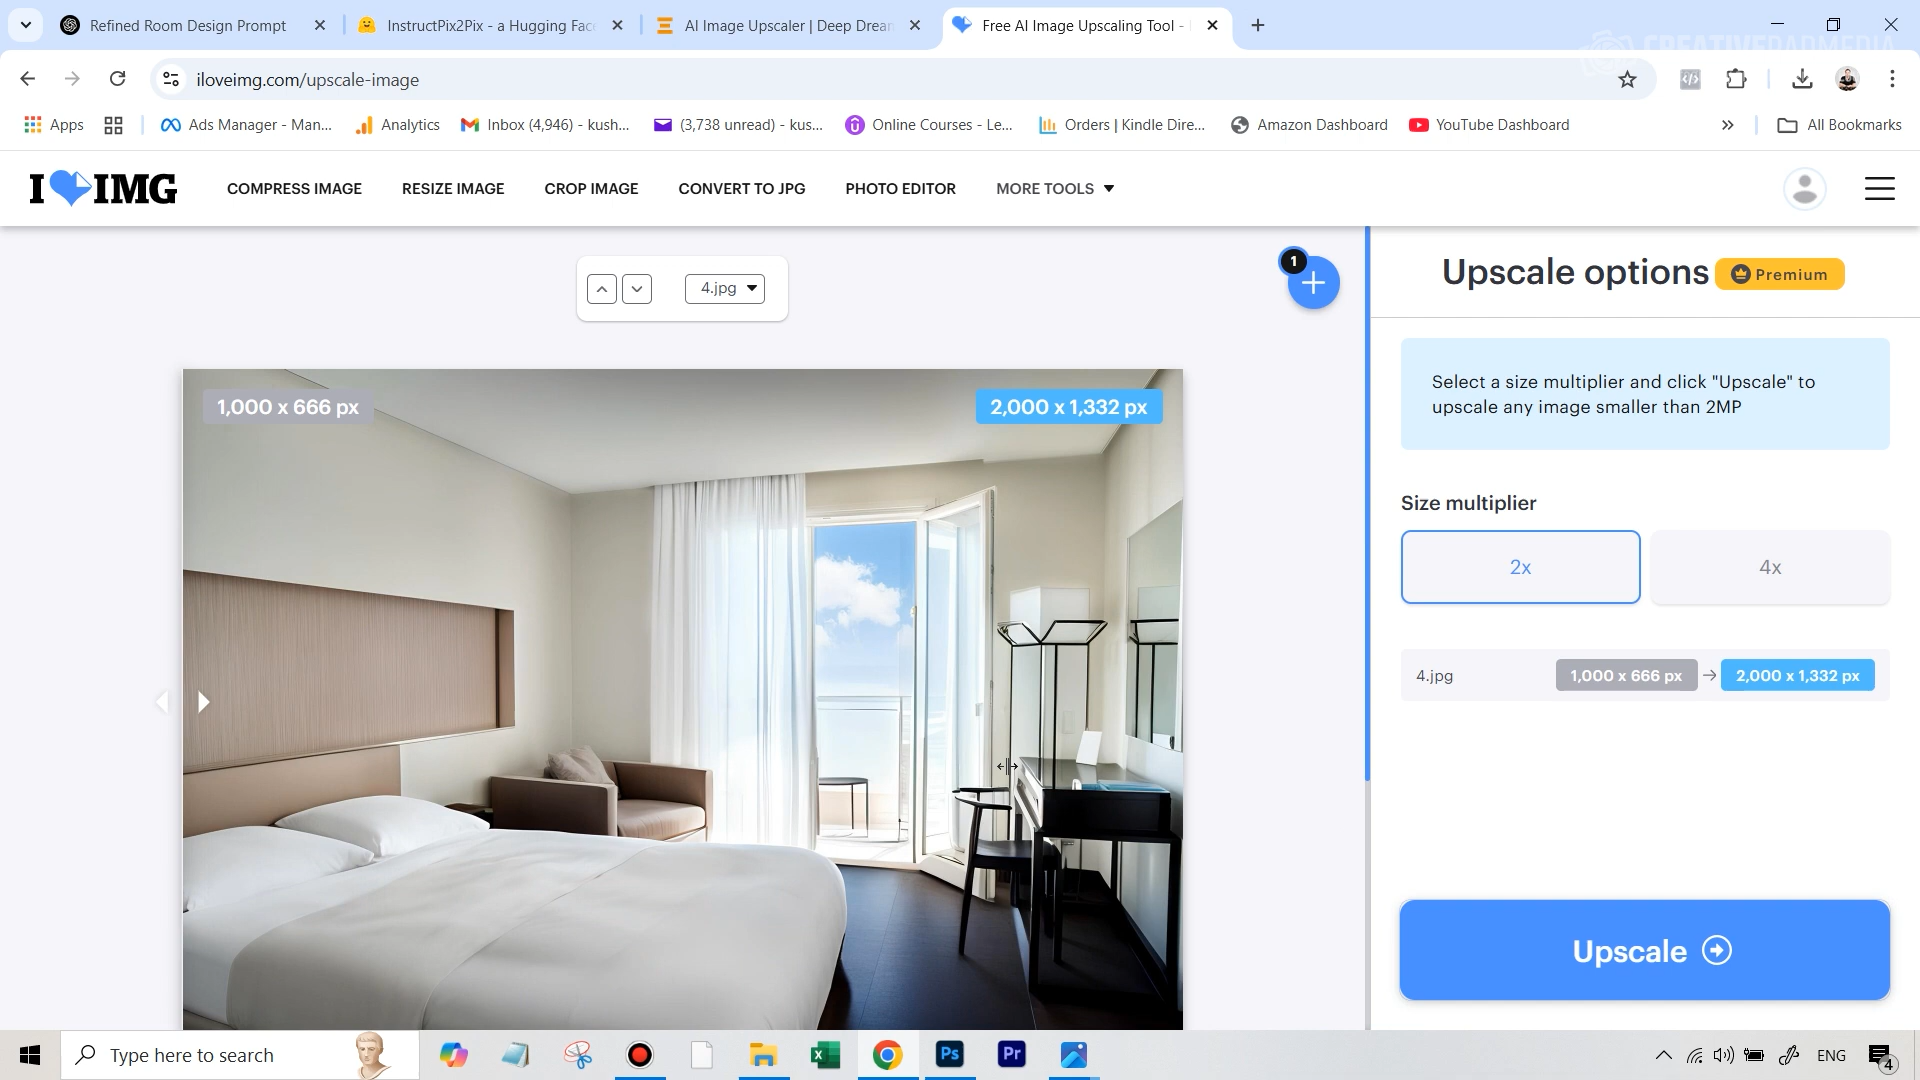 Refined Room Design Prompt
InstructPix2Pix - a Hugging Fac
AI Image Upscaler | Deep Drean
Free AI Image Upscaling Tool -
CREATIVEDADMEDIA
iloveimg.com/upscale-image
Apps
Ads Manager - Man...
Analytics
Inbox (4,946) - kush...
(3,738 unread) - kus...
Online Courses - Le...
Orders | Kindle Dire...
Amazon Dashboard
YouTube Dashboard
All Bookmarks
I IMG
COMPRESS IMAGE
RESIZE IMAGE
CROP IMAGE
CONVERT TO JPG
PHOTO EDITOR
MORE TOOLS
1
4.jpg
1,000 x 666 px
2,000 x 1,332 px
Upscale options
Premium
Select a size multiplier and click "Upscale" to
upscale any image smaller than 2MP
Size multiplier
2x
4x
4.jpg
1,000 x 666 px
2,000 x 1,332 px
Upscale
Type here to search
Ps
Pr
ENG
4